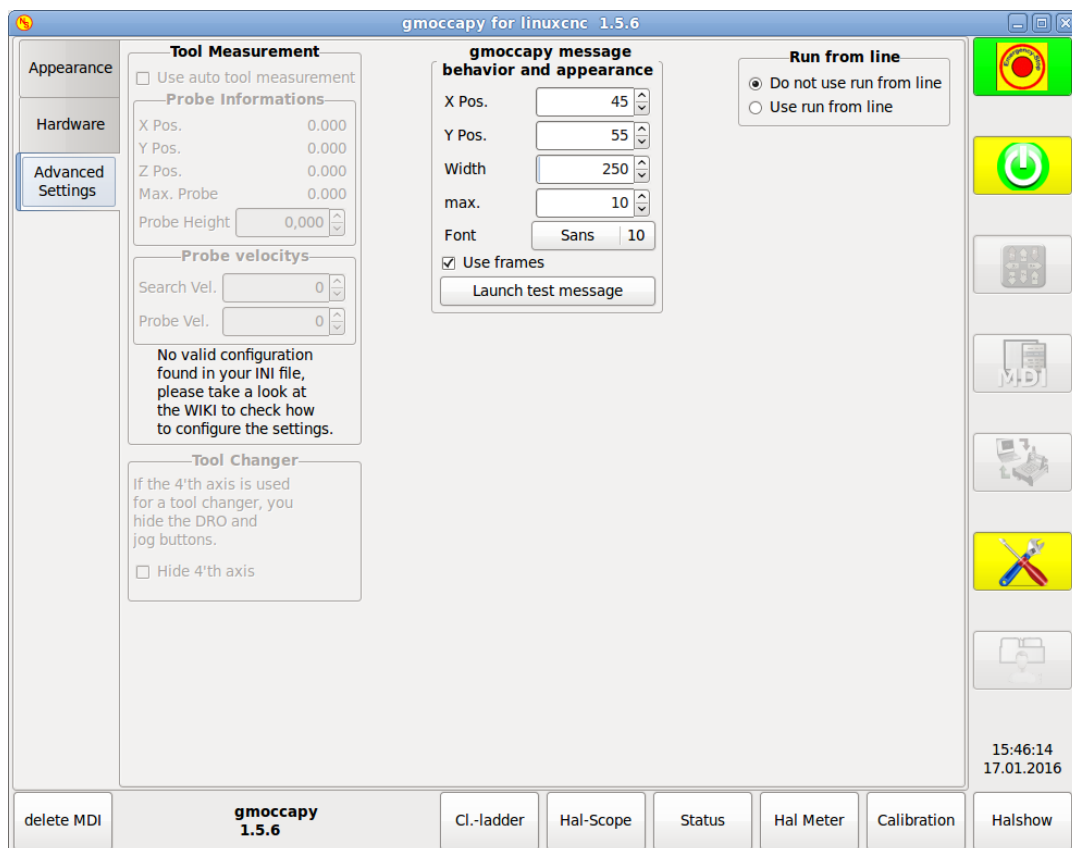 gmoccapy for linuxcnc 1.5.6
Appearance
Hardware
Advanced
Settings
Tool Measurement
Use auto tool measurement
Probe Informations
X Pos. 0.000
Y Pos. 0.000
Z Pos. 0.000
Max. Probe 0.000
Probe Height 0,000
Probe velocitys
Search Vel. 0
Probe Vel. 0
No valid configuration
found in your INI file,
please take a look at
the WIKI to check how
to configure the settings.
Tool Changer
If the 4'th axis is used
for a tool changer, you
hide the DRO and
jog buttons.
Hide 4'th axis
gmoccapy message
behavior and appearance
X Pos. 45
Y Pos. 55
Width 250
max. 10
Font Sans 10
Use frames
Launch test message
Run from line
Do not use run from line
Use run from line
Emergency-Stop
MDI
15:46:14
17.01.2016
delete MDI
gmoccapy
1.5.6
Cl.-ladder
Hal-Scope
Status
Hal Meter
Calibration
Halshow